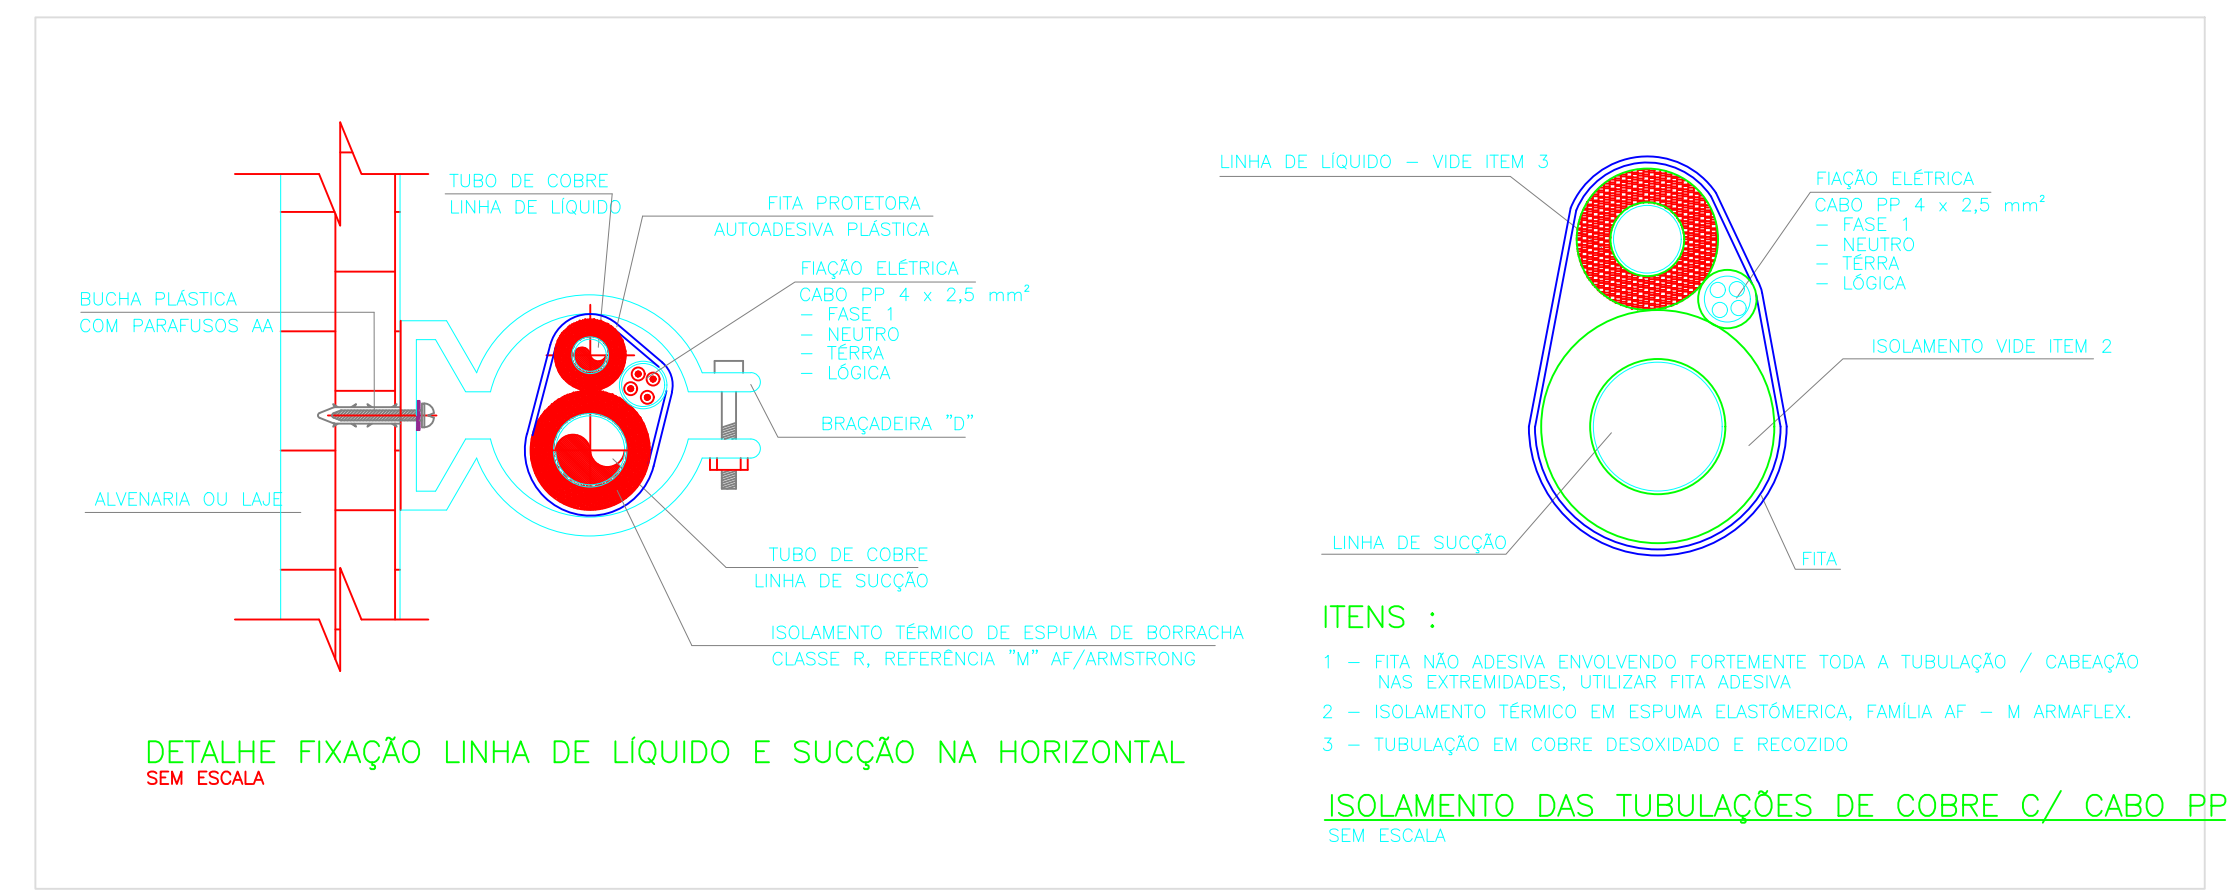 TUBO DE COBRE
LINHA DE LÍQUIDO
FITA PROTETORA
AUTOADESIVA PLÁSTICA
FIAÇÃO ELÉTRICA
CABO PP 4 x 2,5 mm²
- FASE 1
- NEUTRO
- TÉRRA
- LÓGICA
BUCHA PLÁSTICA
COM PARAFUSOS AA
BRAÇADEIRA "D"
ALVENARIA OU LAJE
TUBO DE COBRE
LINHA DE SUCÇÃO
ISOLAMENTO TÉRMICO DE ESPUMA DE BORRACHA
CLASSE R, REFERÊNCIA "M" AF/ARMSTRONG
DETALHE FIXAÇÃO LINHA DE LÍQUIDO E SUCÇÃO NA HORIZONTAL
SEM ESCALA
LINHA DE LÍQUIDO - VIDE ITEM 3
FIAÇÃO ELÉTRICA
CABO PP 4 x 2,5 mm²
- FASE 1
- NEUTRO
- TÉRRA
- LÓGICA
ISOLAMENTO VIDE ITEM 2
LINHA DE SUCÇÃO
FITA
ITENS :
1 - FITA NÃO ADESIVA ENVOLVENDO FORTEMENTE TODA A TUBULAÇÃO / CABEAÇÃO
NAS EXTREMIDADES, UTILIZAR FITA ADESIVA
2 - ISOLAMENTO TÉRMICO EM ESPUMA ELASTÓMERICA, FAMÍLIA AF - M ARMAFLEX.
3 - TUBULAÇÃO EM COBRE DESOXIDADO E RECOZIDO
ISOLAMENTO DAS TUBULAÇÕES DE COBRE C/ CABO PP
SEM ESCALA